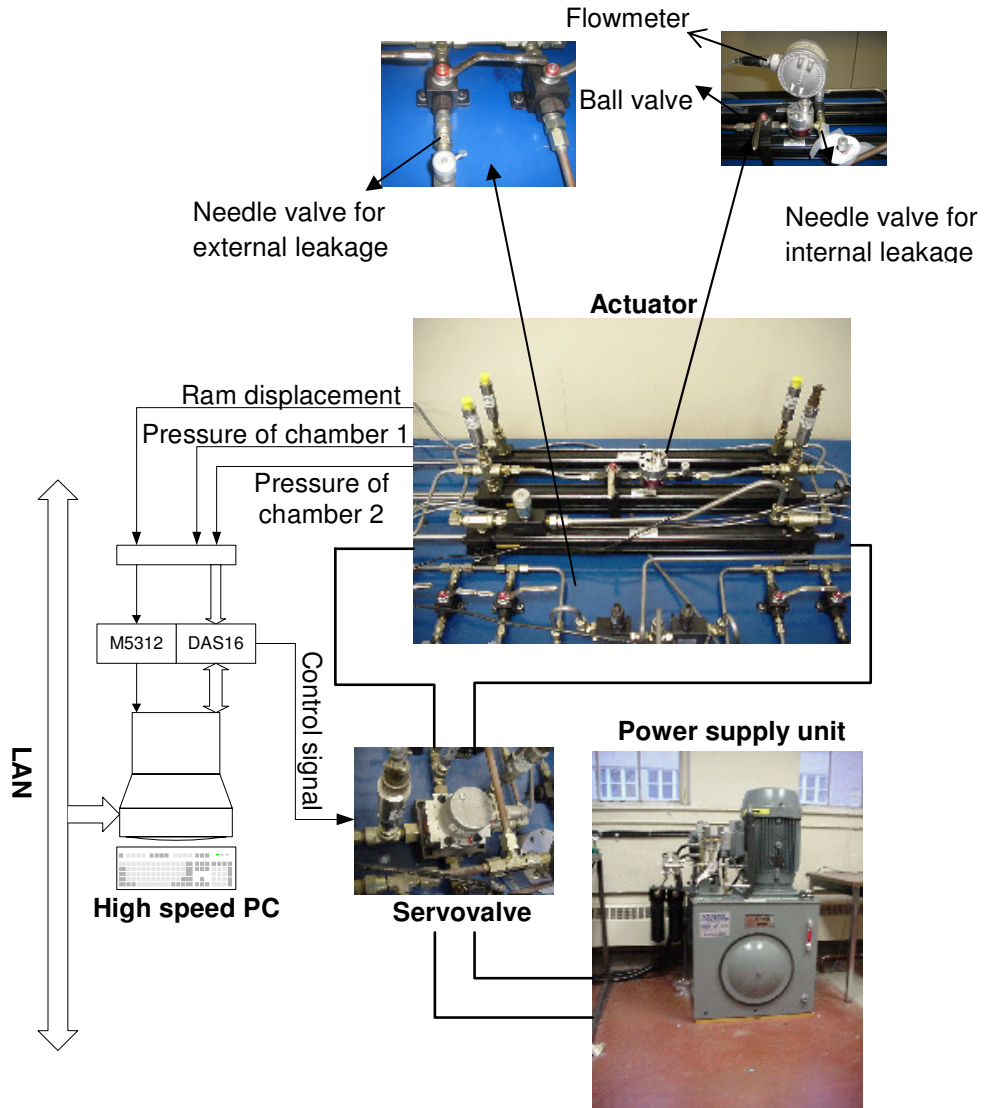 Flowmeter
Ball valve
Needle valve for
external leakage
Needle valve for
internal leakage
Actuator
Ram displacement
Pressure of chamber 1
Pressure of
chamber 2
M5312
DAS16
Control signal
LAN
Power supply unit
High speed PC
Servovalve